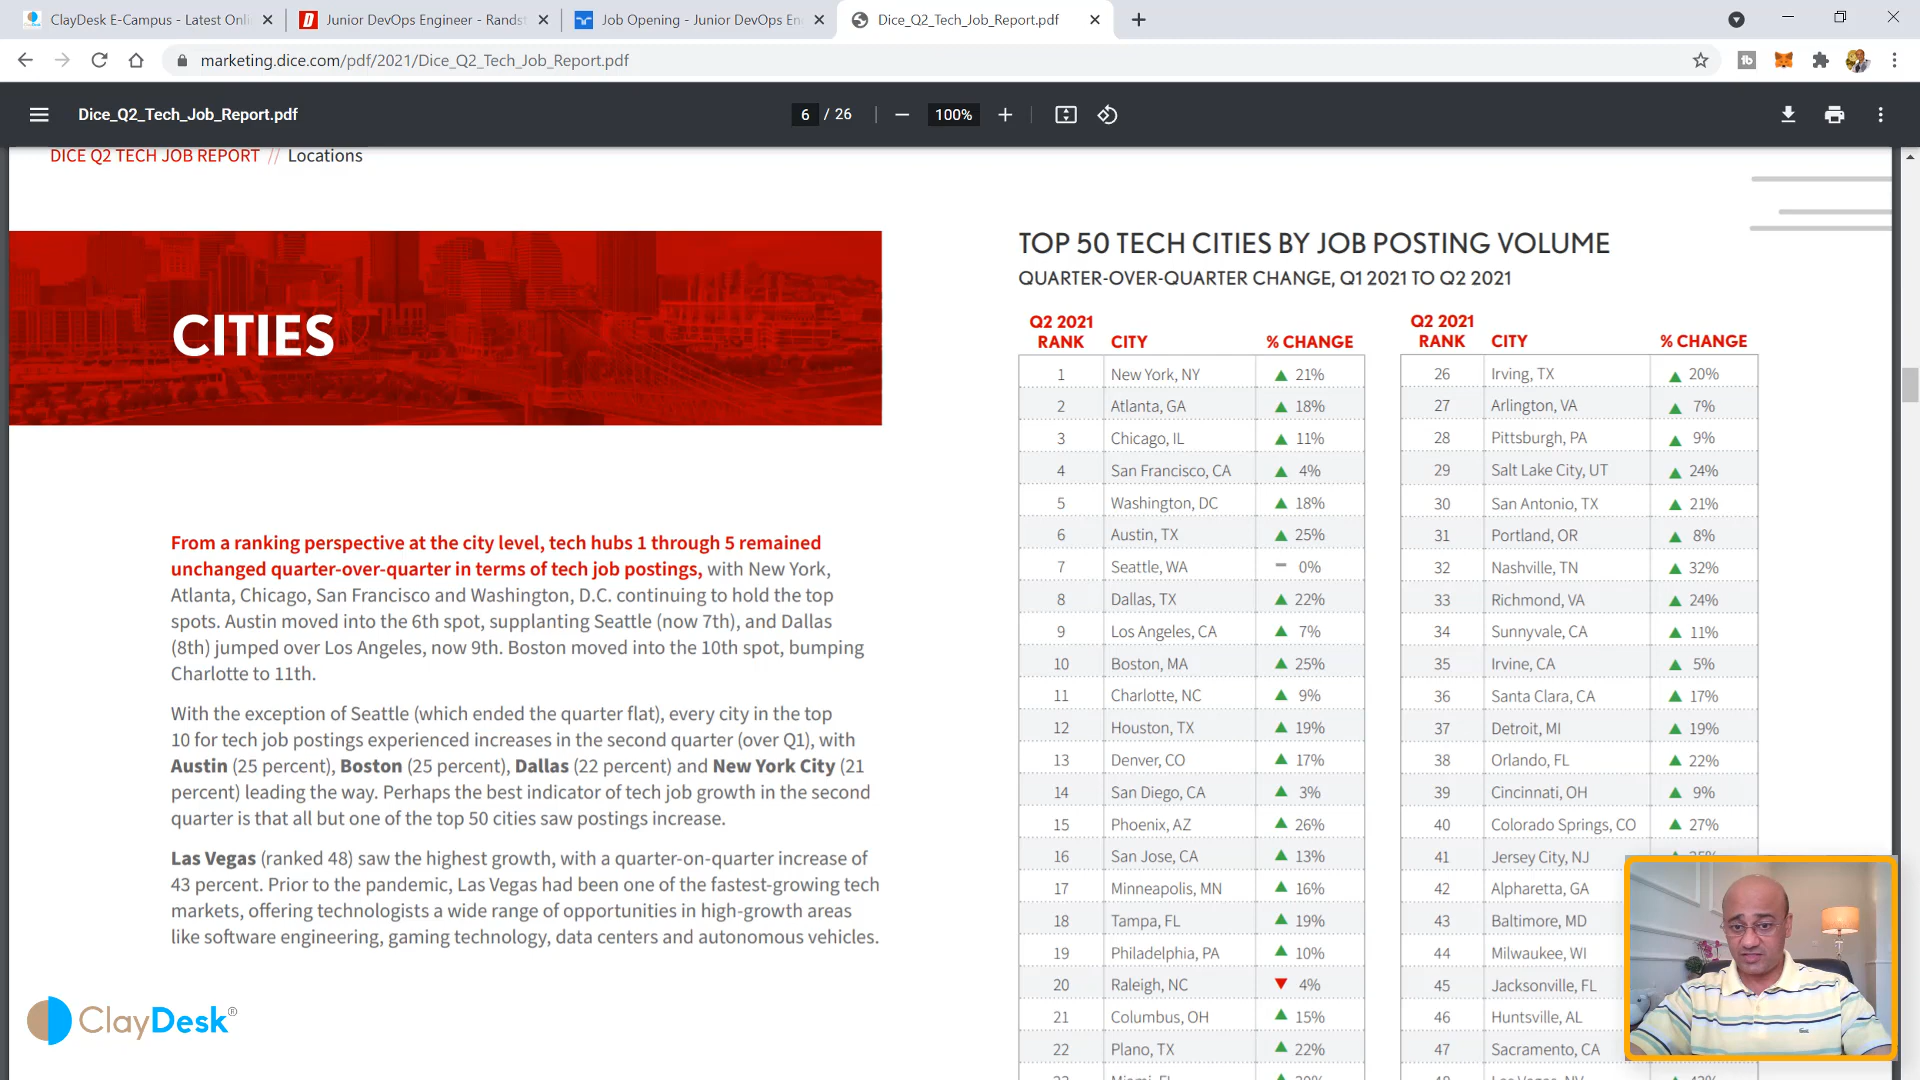 ClayDesk E-Campus - Latest Onli
Junior DevOps Engineer - Randst
Job Opening - Junior DevOps En
Dice_Q2_Tech_Job_Report.pdf
marketing.dice.com/pdf/2021/Dice_Q2_Tech_Job_Report.pdf
Dice_Q2_Tech_Job_Report.pdf
6 / 26
100%
DICE Q2 TECH JOB REPORT // Locations
CITIES
From a ranking perspective at the city level, tech hubs 1 through 5 remained
unchanged quarter-over-quarter in terms of tech job postings, with New York,
Atlanta, Chicago, San Francisco and Washington, D.C. continuing to hold the top
spots. Austin moved into the 6th spot, supplanting Seattle (now 7th), and Dallas
(8th) jumped over Los Angeles, now 9th. Boston moved into the 10th spot, bumping
Charlotte to 11th.
With the exception of Seattle (which ended the quarter flat), every city in the top
10 for tech job postings experienced increases in the second quarter (over Q1), with
Austin (25 percent), Boston (25 percent), Dallas (22 percent) and New York City (21
percent) leading the way. Perhaps the best indicator of tech job growth in the second
quarter is that all but one of the top 50 cities saw postings increase.
Las Vegas (ranked 48) saw the highest growth, with a quarter-on-quarter increase of
43 percent. Prior to the pandemic, Las Vegas had been one of the fastest-growing tech
markets, offering technologists a wide range of opportunities in high-growth areas
like software engineering, gaming technology, data centers and autonomous vehicles.
ClayDesk®
TOP 50 TECH CITIES BY JOB POSTING VOLUME
QUARTER-OVER-QUARTER CHANGE, Q1 2021 TO Q2 2021
Q2 2021
RANK CITY % CHANGE
1 New York, NY ▲ 21%
2 Atlanta, GA ▲ 18%
3 Chicago, IL ▲ 11%
4 San Francisco, CA ▲ 4%
5 Washington, DC ▲ 18%
6 Austin, TX ▲ 25%
7 Seattle, WA – 0%
8 Dallas, TX ▲ 22%
9 Los Angeles, CA ▲ 7%
10 Boston, MA ▲ 25%
11 Charlotte, NC ▲ 9%
12 Houston, TX ▲ 19%
13 Denver, CO ▲ 17%
14 San Diego, CA ▲ 3%
15 Phoenix, AZ ▲ 26%
16 San Jose, CA ▲ 13%
17 Minneapolis, MN ▲ 16%
18 Tampa, FL ▲ 19%
19 Philadelphia, PA ▲ 10%
20 Raleigh, NC ▼ 4%
21 Columbus, OH ▲ 15%
22 Plano, TX ▲ 22%
Q2 2021
RANK CITY % CHANGE
26 Irving, TX ▲ 20%
27 Arlington, VA ▲ 7%
28 Pittsburgh, PA ▲ 9%
29 Salt Lake City, UT ▲ 24%
30 San Antonio, TX ▲ 21%
31 Portland, OR ▲ 8%
32 Nashville, TN ▲ 32%
33 Richmond, VA ▲ 24%
34 Sunnyvale, CA ▲ 11%
35 Irvine, CA ▲ 5%
36 Santa Clara, CA ▲ 17%
37 Detroit, MI ▲ 19%
38 Orlando, FL ▲ 22%
39 Cincinnati, OH ▲ 9%
40 Colorado Springs, CO ▲ 27%
41 Jersey City, NJ
42 Alpharetta, GA
43 Baltimore, MD
44 Milwaukee, WI
45 Jacksonville, FL
46 Huntsville, AL
47 Sacramento, CA